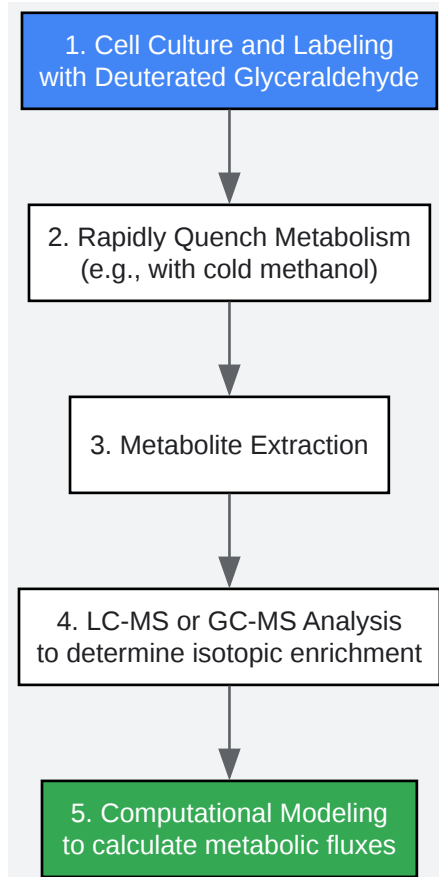 1. Cell Culture and Labeling
with Deuterated Glyceraldehyde
2. Rapidly Quench Metabolism
(e.g., with cold methanol)
3. Metabolite Extraction
4. LC-MS or GC-MS Analysis
to determine isotopic enrichment
5. Computational Modeling
to calculate metabolic fluxes